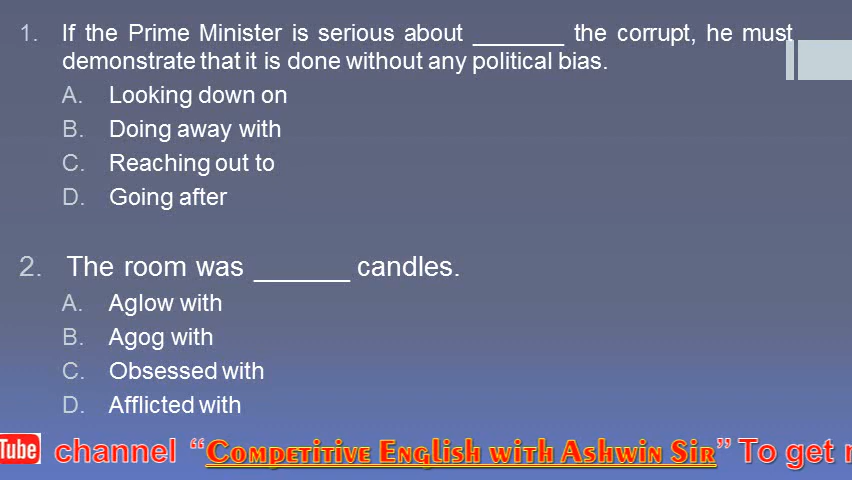 1. If the Prime Minister is serious about _______ the corrupt, he must
demonstrate that it is done without any political bias.
A. Looking down on
B. Doing away with
C. Reaching out to
D. Going after
2. The room was ______ candles.
A. Aglow with
B. Agog with
C. Obsessed with
D. Afflicted with
Tube channel “Competitive English with Ashwin Sir” To get